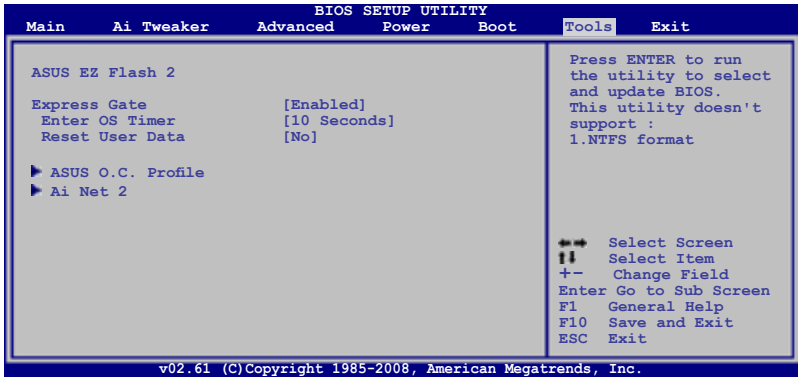 BIOS SETUP UTILITY
Main Ai Tweaker Advanced Power Boot Tools Exit
ASUS EZ Flash 2
Express Gate [Enabled]
Enter OS Timer [10 Seconds]
Reset User Data [No]
ASUS O.C. Profile
Ai Net 2
Press ENTER to run
the utility to select
and update BIOS.
This utility doesn't
support :
1.NTFS format
Select Screen
Select Item
+- Change Field
Enter Go to Sub Screen
F1 General Help
F10 Save and Exit
ESC Exit
v02.61 (C)Copyright 1985-2008, American Megatrends, Inc.